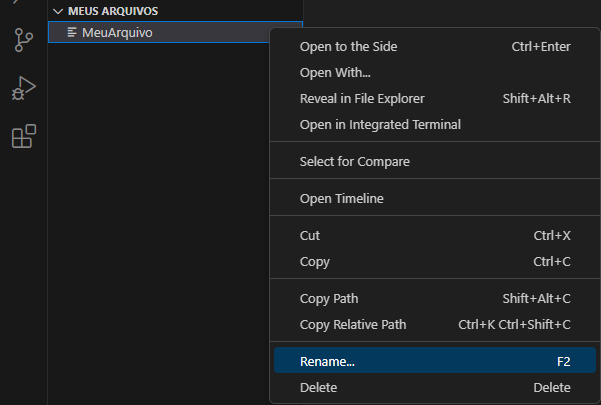 MEUS ARQUIVOS
MeuArquivo
Open to the Side Ctrl+Enter
Open With...
Reveal in File Explorer Shift+Alt+R
Open in Integrated Terminal
Select for Compare
Open Timeline
Cut Ctrl+X
Copy Ctrl+C
Copy Path Shift+Alt+C
Copy Relative Path Ctrl+K Ctrl+Shift+C
Rename... F2
Delete Delete